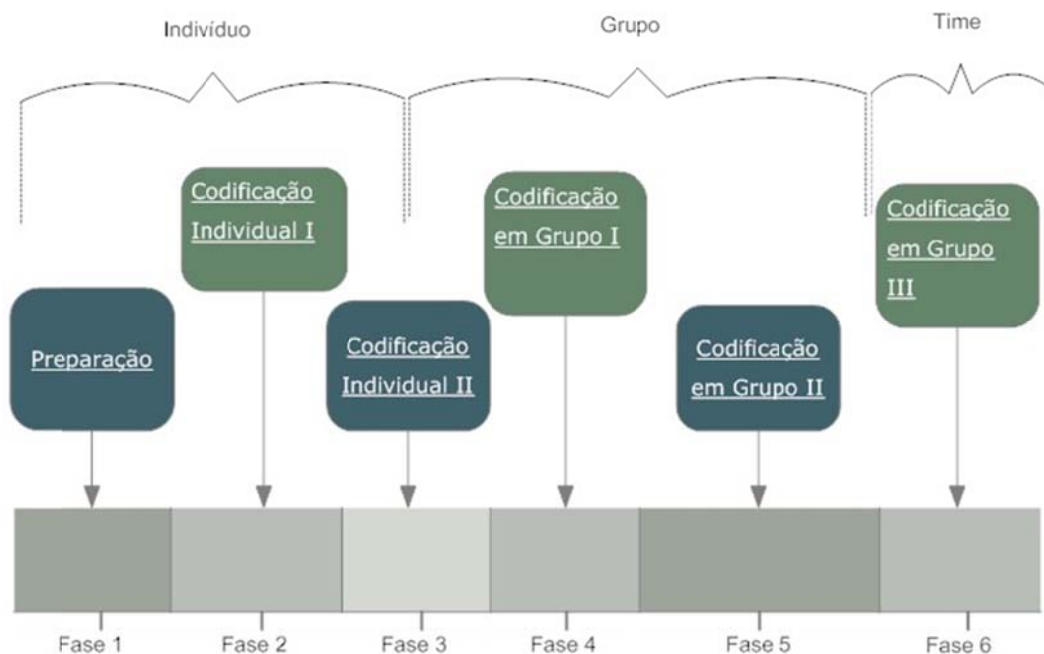 Indivíduo
Grupo
Time
Codificação
Individual I
Codificação
em Grupo I
Codificação
em Grupo
III
Preparação
Codificação
Individual II
Codificação
em Grupo II
Fase 1
Fase 2
Fase 3
Fase 4
Fase 5
Fase 6